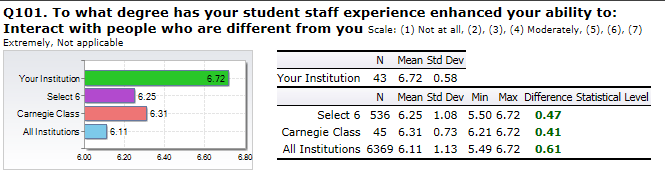 Q101. To what degree has your student staff experience enhanced your ability to:
Interact with people who are different from you Scale: (1) Not at all, (2), (3), (4) Moderately, (5), (6), (7)
Extremely, Not applicable
Your Institution 6.72
Select 6 6.25
Carnegie Class 6.31
All Institutions 6.11
6.00 6.20 6.40 6.60 6.80
N Mean Std Dev
Your Institution 43 6.72 0.58
N Mean Std Dev Min Max Difference Statistical Level
Select 6 536 6.25 1.08 5.50 6.72 0.47
Carnegie Class 45 6.31 0.73 6.21 6.72 0.41
All Institutions 6369 6.11 1.13 5.49 6.72 0.61